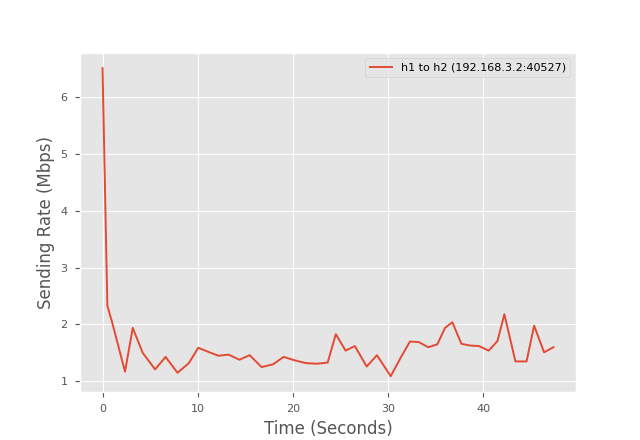 h1 to h2 (192.168.3.2:40527)
Sending Rate (Mbps)
6
5
4
3
2
1
0 10 20 30 40
Time (Seconds)